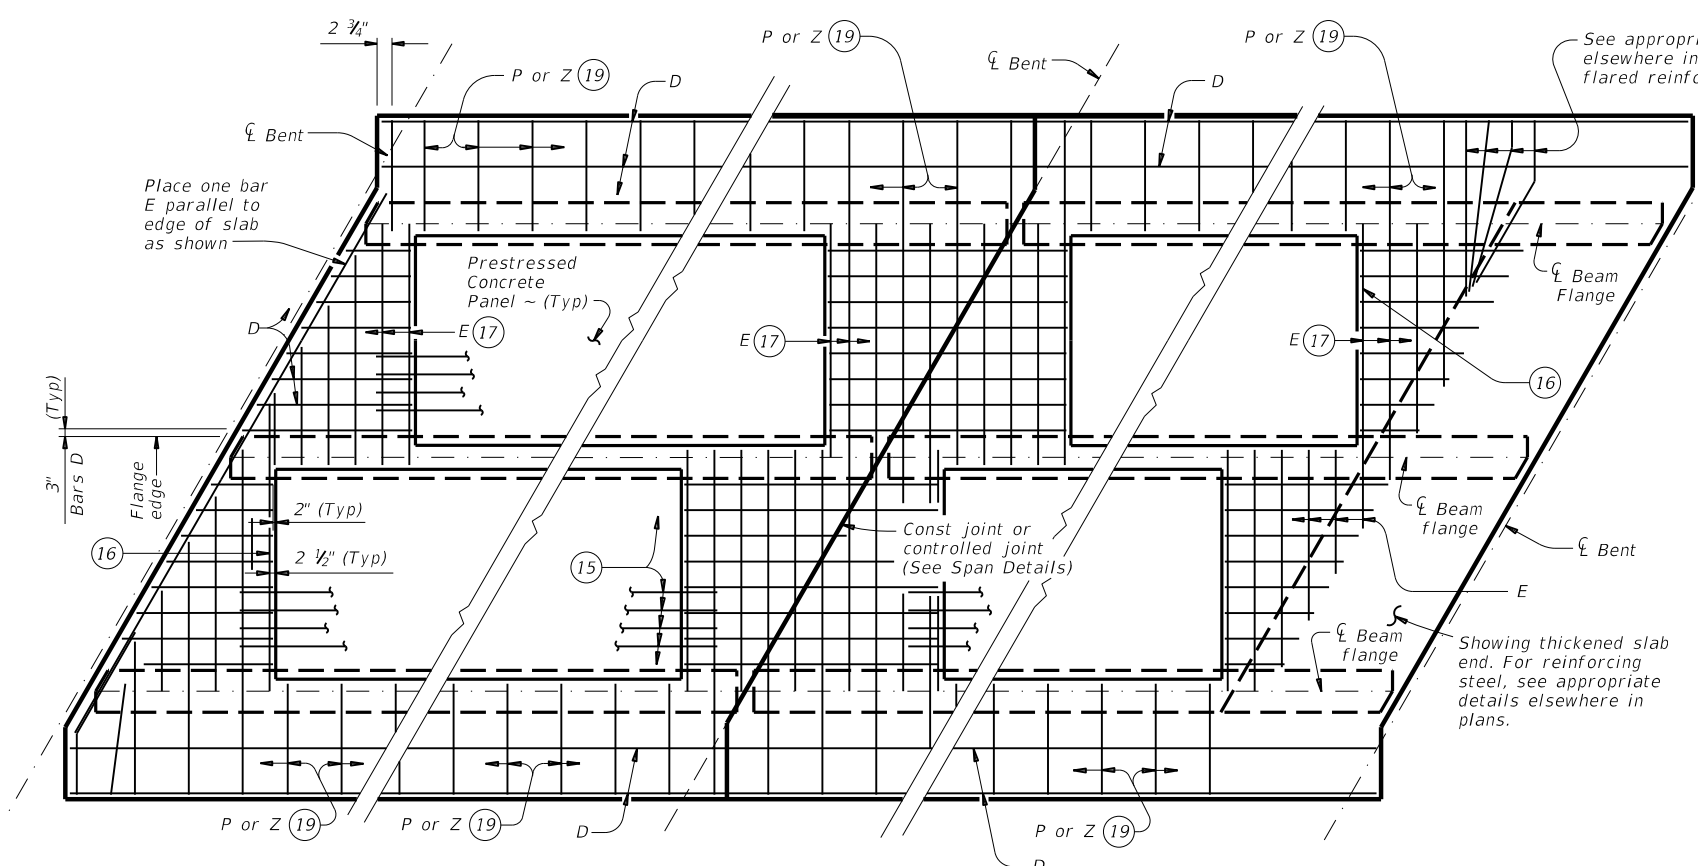 2 ¾"
P or Z 19
D
P or Z 19
℄ Bent
P or Z 19
D
See
elsewhere in
flared
℄ Bent
Place one bar
E parallel to
edge of slab
as shown
Prestressed
Concrete
Panel ~ (Typ)
℄ Beam
Flange
D
E 17
E 17
E 17
16
(Typ)
3"
Bars D
Flange
edge
2" (Typ)
16
2 ½" (Typ)
15
Const joint or
controlled joint
(See Span Details)
℄ Beam
flange
℄ Bent
E
℄ Beam
flange
Showing thickened slab
end. For reinforcing
steel, see appropriate
details elsewhere in
plans.
P or Z 19
P or Z 19
D
P or Z 19
D